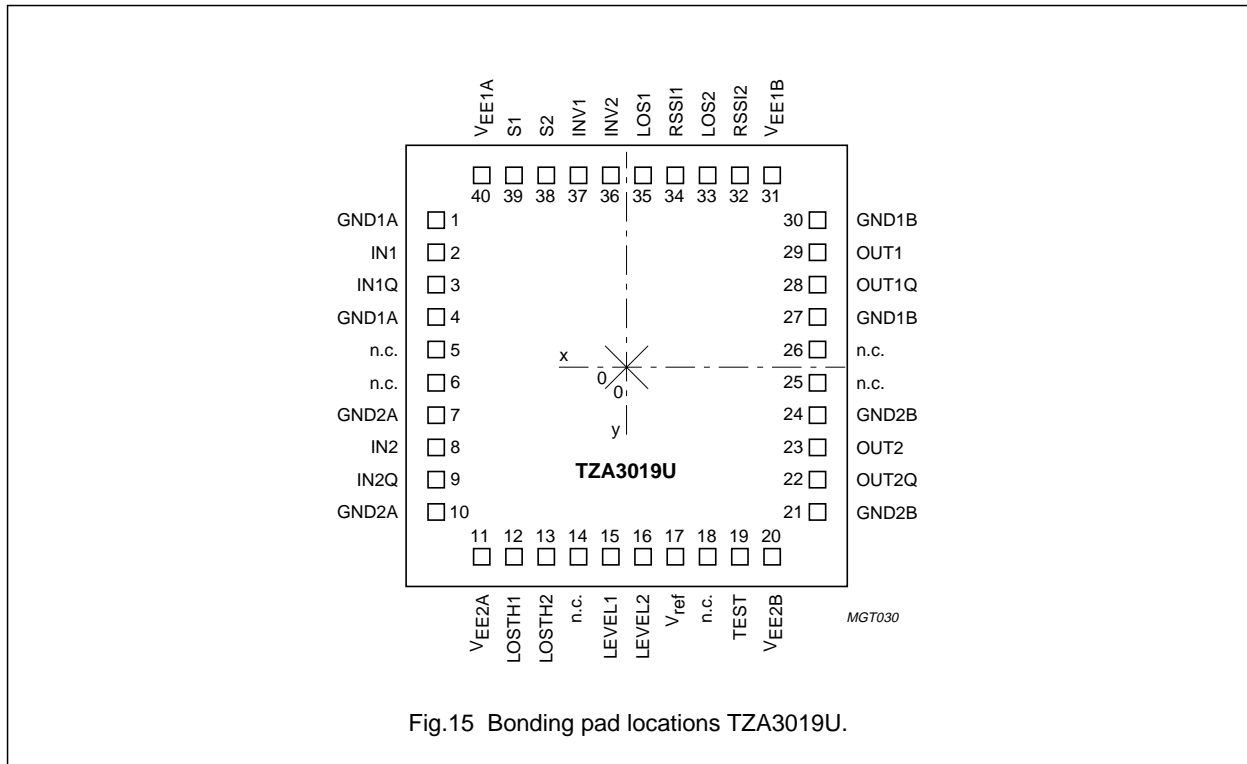 VEE1A
S1
S2
INV1
INV2
LOS1
RSSI1
LOS2
RSSI2
VEE1B
40 39 38 37 36 35 34 33 32 31
GND1A 1 30 GND1B
IN1 2 29 OUT1
IN1Q 3 28 OUT1Q
GND1A 4 27 GND1B
n.c. 5 26 n.c.
x
0
0
n.c. 6 25 n.c.
GND2A 7 24 GND2B
y
IN2 8 23 OUT2
TZA3019U
IN2Q 9 22 OUT2Q
GND2A 10 21 GND2B
11 12 13 14 15 16 17 18 19 20
VEE2A
LOSTH1
LOSTH2
n.c.
LEVEL1
LEVEL2
Vref
n.c.
TEST
VEE2B
MGT030
Fig.15 Bonding pad locations TZA3019U.